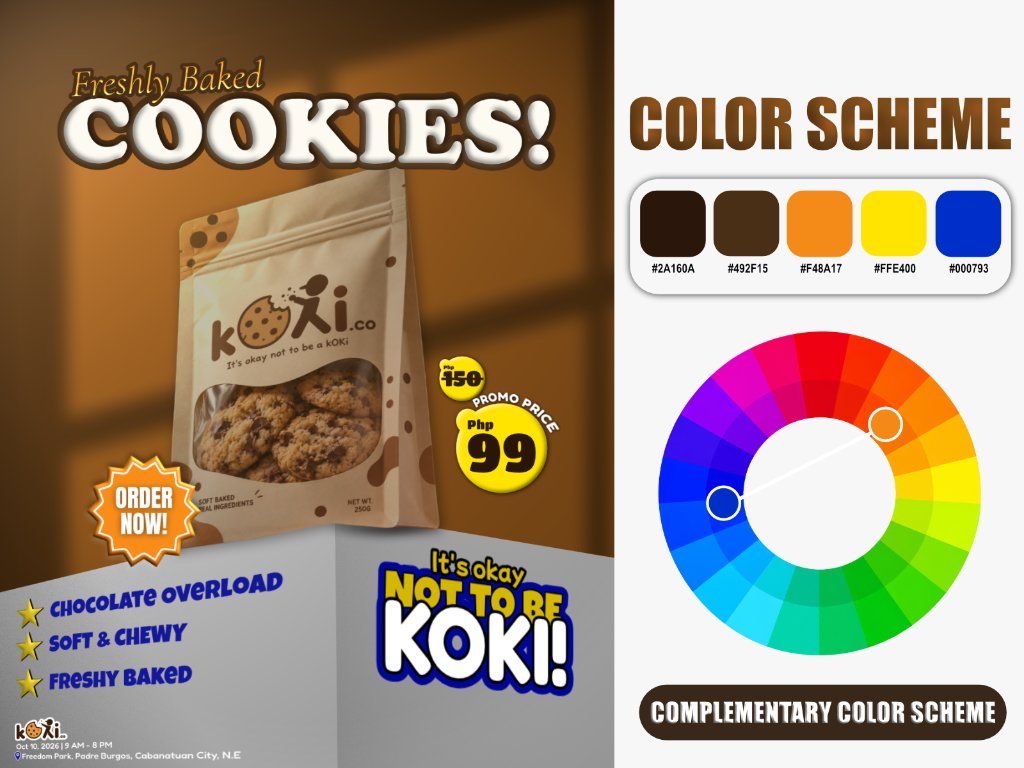 Freshly Baked
COOKIES!
kOKi.co
It's okay not to be a kOKi
SOFT BAKED
REAL INGREDIENTS
NET WT.
250G
Php
150
PROMO PRICE
Php
99
ORDER
NOW!
CHOCOLATE OVERLOAD
SOFT & CHEWY
FRESHY BAKED
It's okay
NOT TO BE
KOKI!
kOKi.co
Oct 10, 2026 | 9 AM - 8 PM
Freedom Park, Padre Burgos, Cabanatuan City, N.E
COLOR SCHEME
#2A160A
#492F15
#F48A17
#FFE400
#000793
COMPLEMENTARY COLOR SCHEME